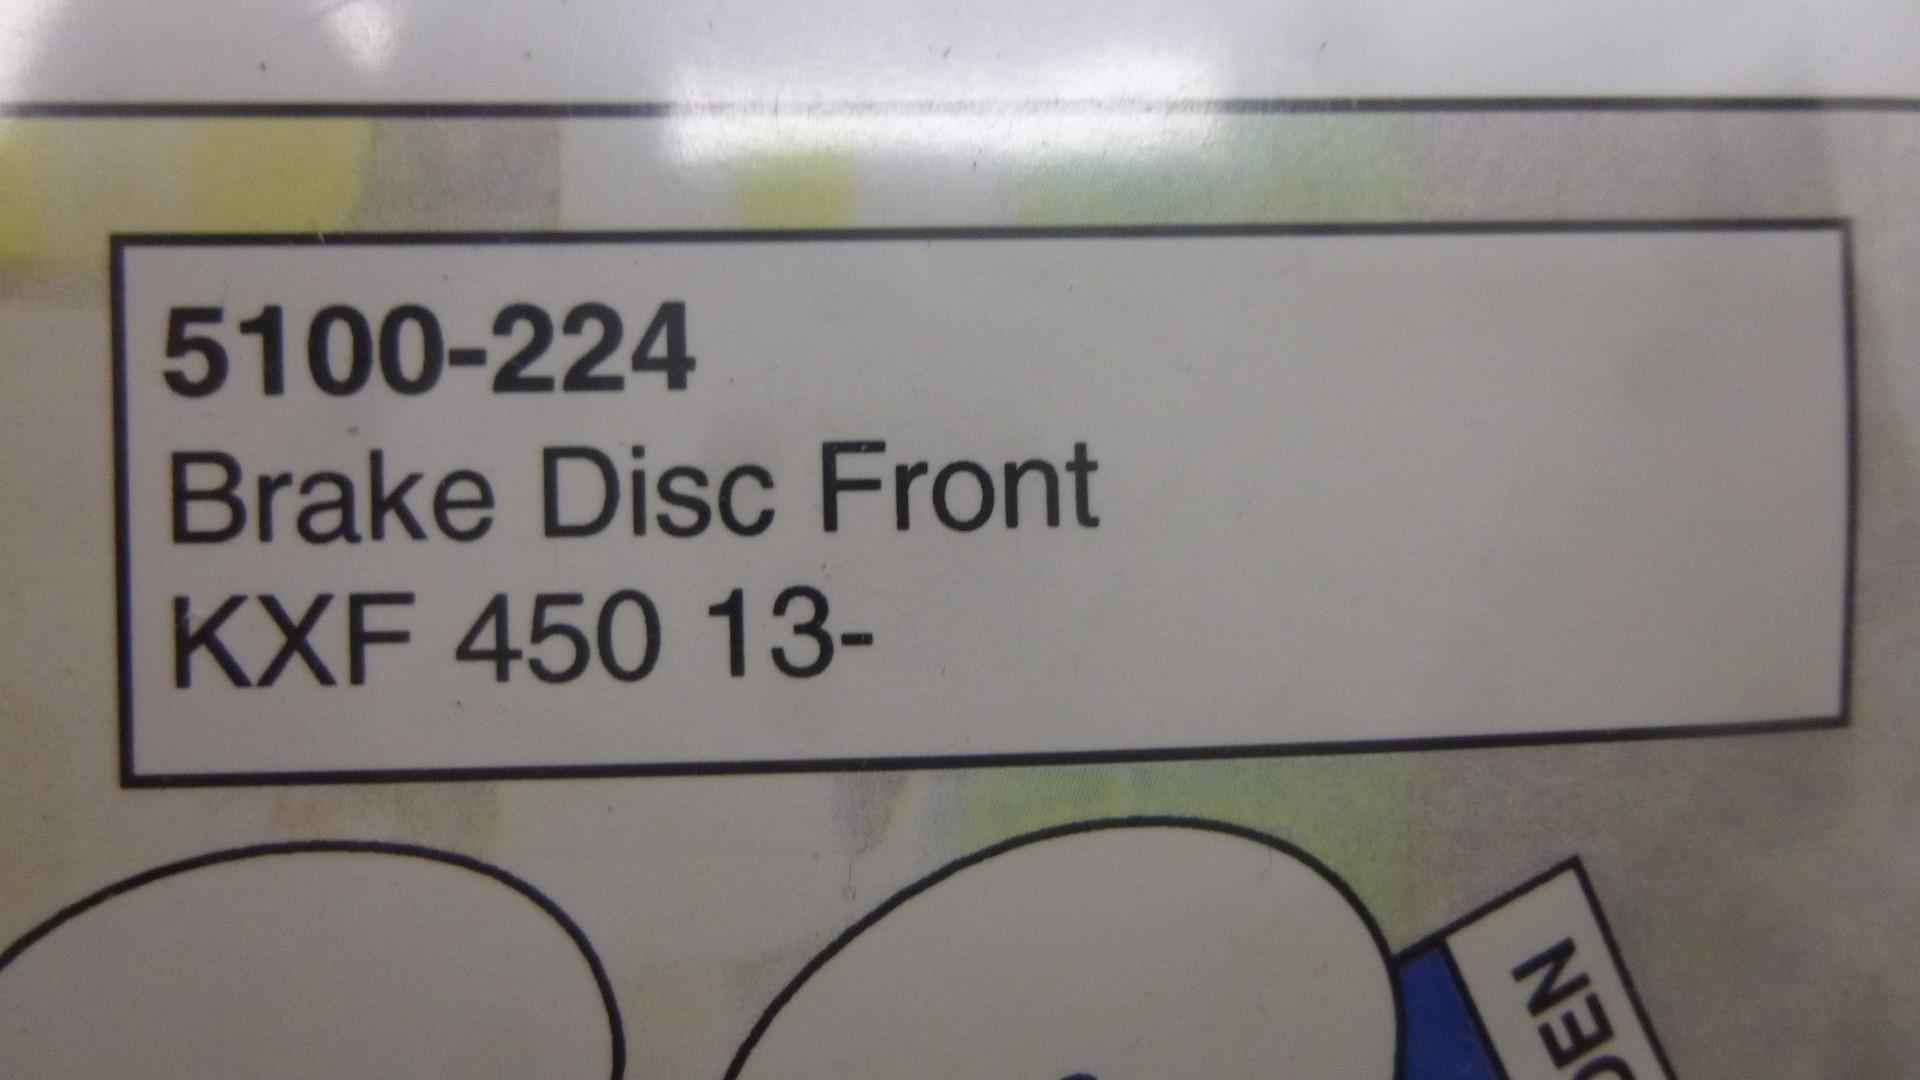 5100-224
Brake Disc Front
KXF 450 13-